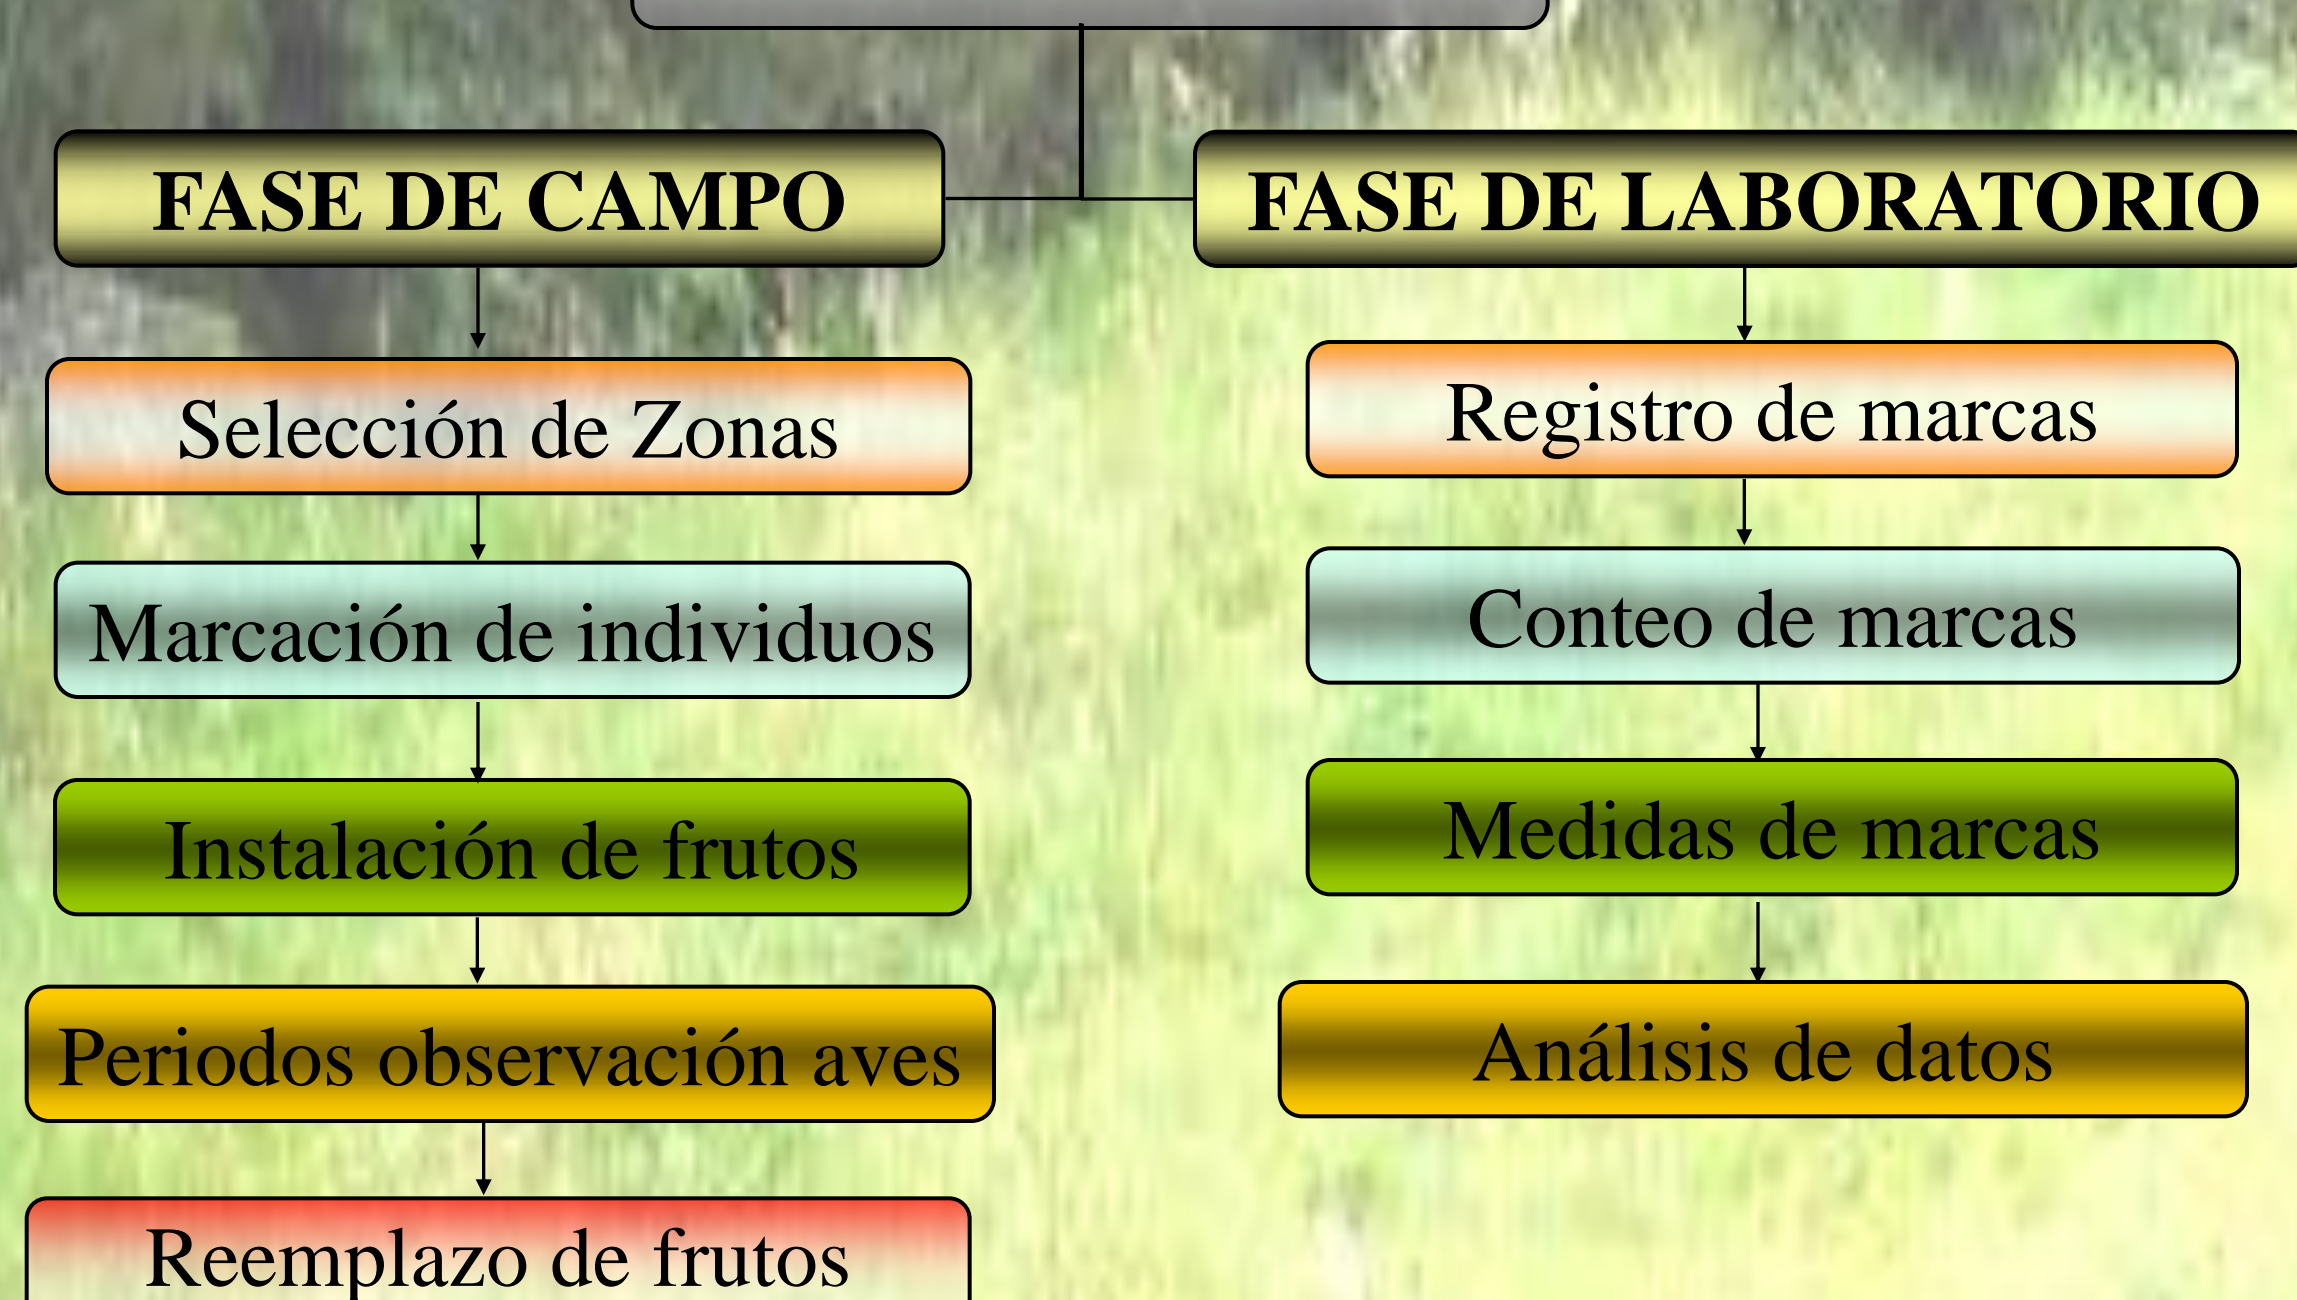 FASE DE CAMPO
FASE DE LABORATORIO
Selección de Zonas
Registro de marcas
Marcación de individuos
Conteo de marcas
Instalación de frutos
Medidas de marcas
Periodos observación aves
Análisis de datos
Reemplazo de frutos